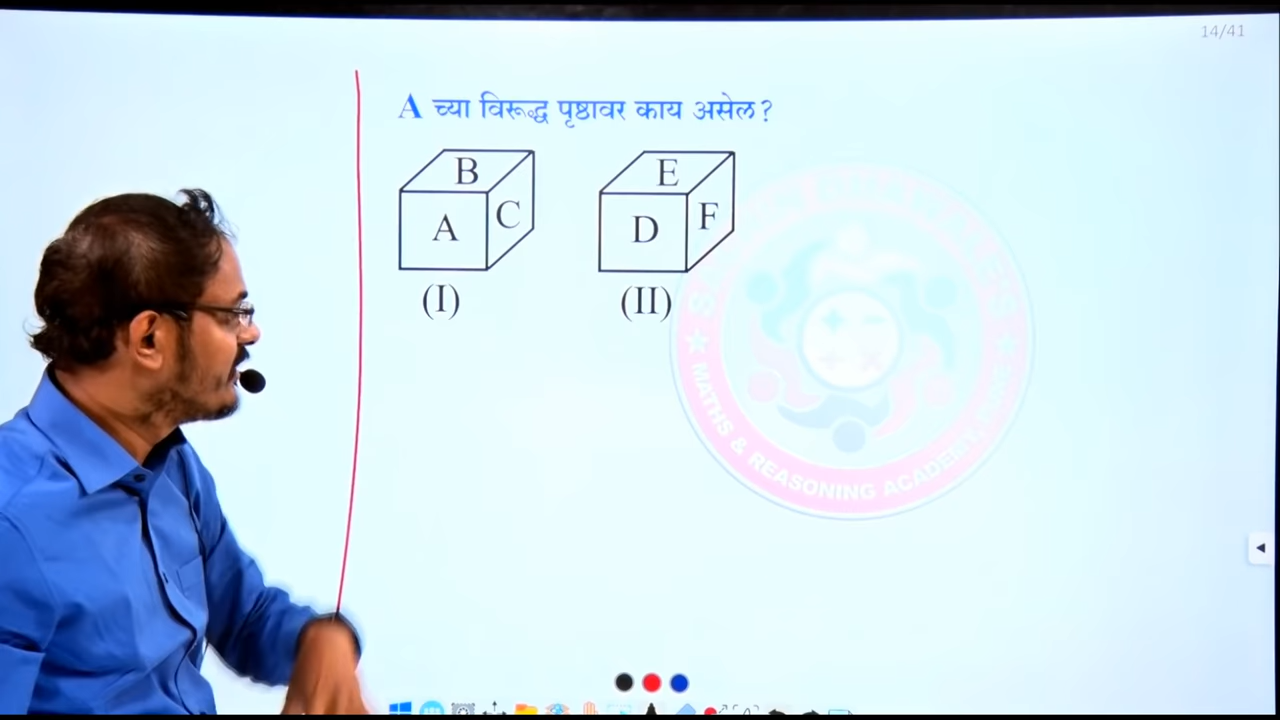 14/41
A च्या विरूद्ध पृष्ठावर काय असेल?
B
E
A
C
D
F
(I)
(II)
MATHS & REASONING ACADEMY